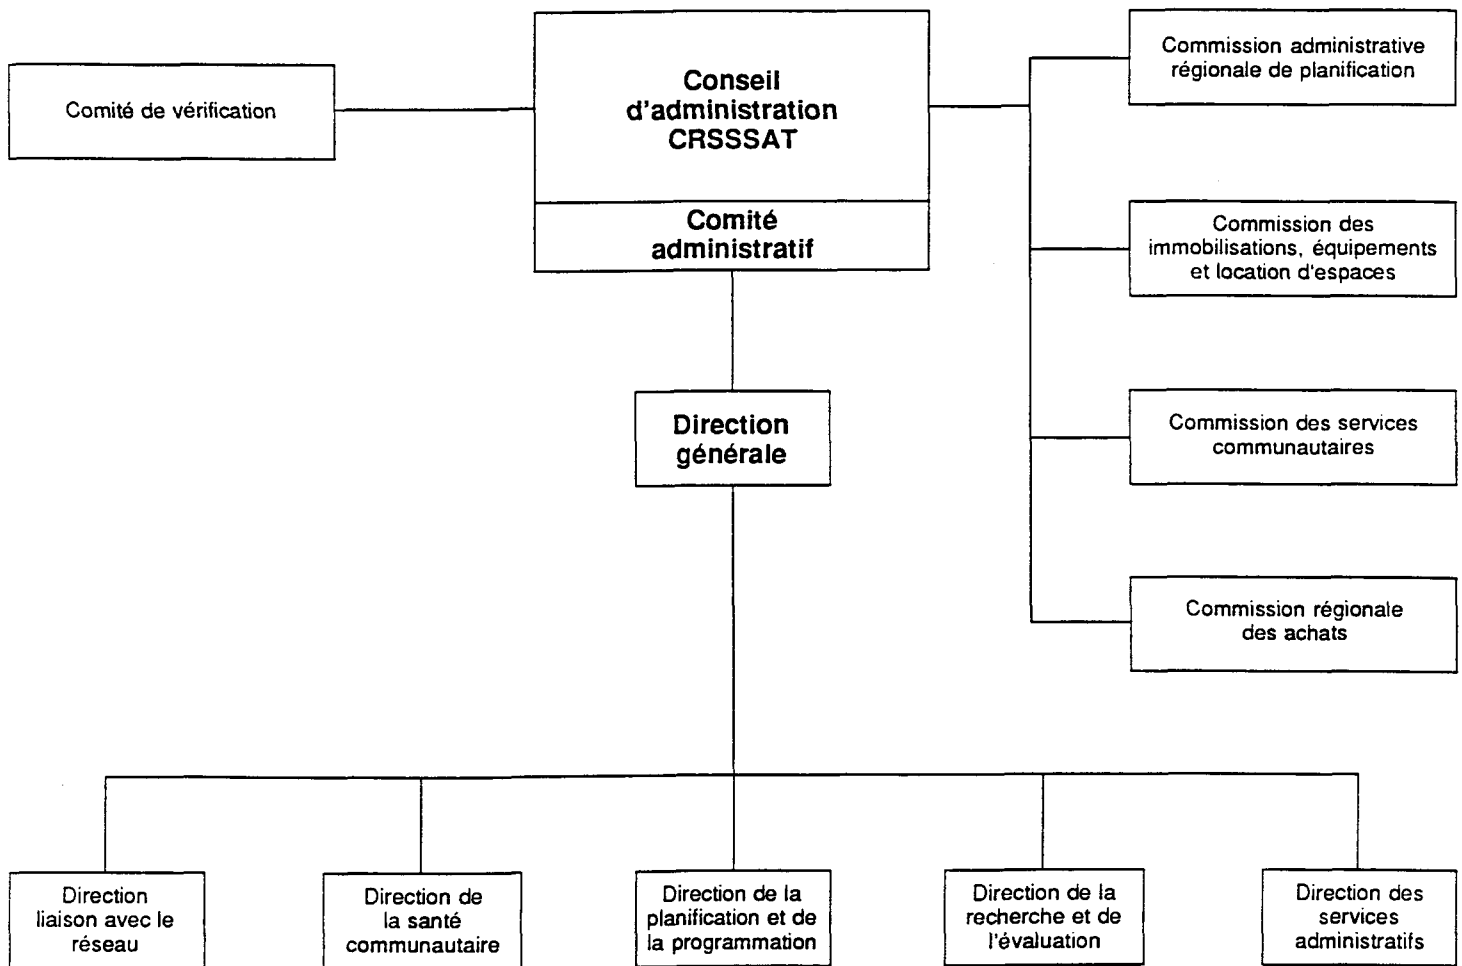 Comité de vérification
Conseil
d'administration
CRSSSAT
Comité
administratif
Commission administrative
régionale de planification
Commission des
immobilisations, équipements
et location d'espaces
Commission des services
communautaires
Commission régionale
des achats
Direction
générale
Direction
liaison avec le
réseau
Direction de
la santé
communautaire
Direction de la
planification et de
la programmation
Direction de la
recherche et de
l'évaluation
Direction des
services
administratifs